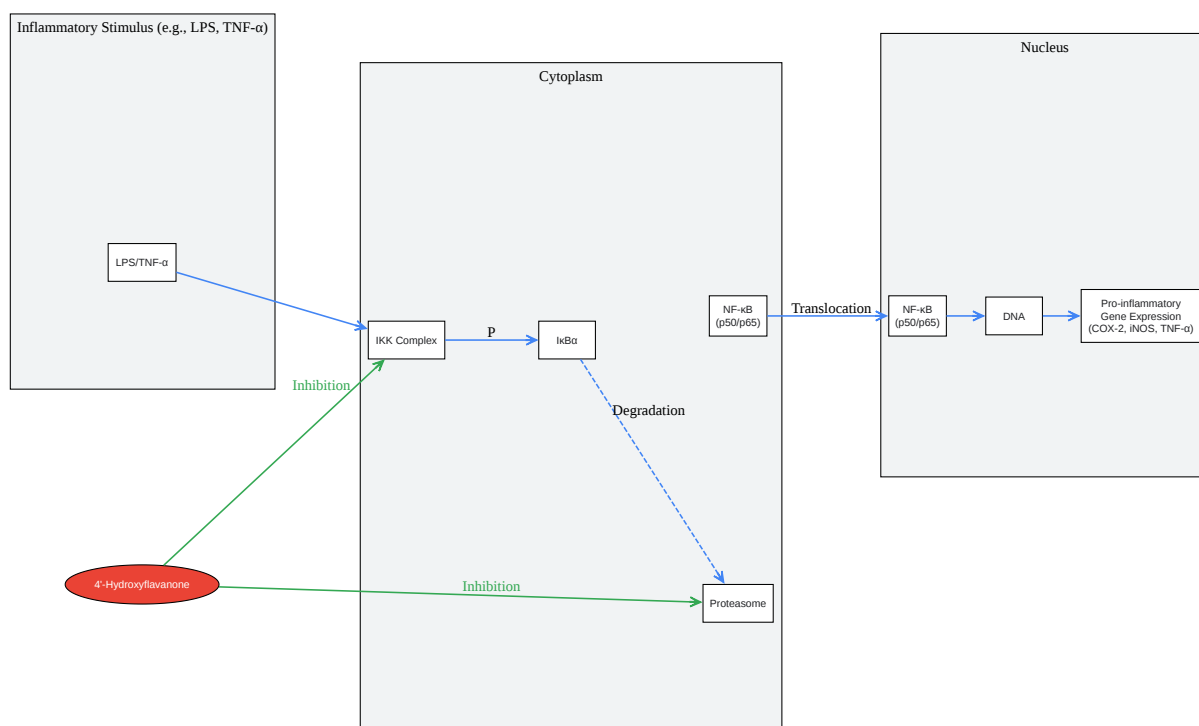 Inflammatory Stimulus (e.g., LPS, TNF-α)
LPS/TNF-α
Cytoplasm
IKK Complex
P
IκBα
Degradation
NF-κB
(p50/p65)
Translocation
Proteasome
Nucleus
NF-κB
(p50/p65)
DNA
Pro-inflammatory
Gene Expression
(COX-2, iNOS, TNF-α)
Inhibition
4'-Hydroxyflavanone
Inhibition